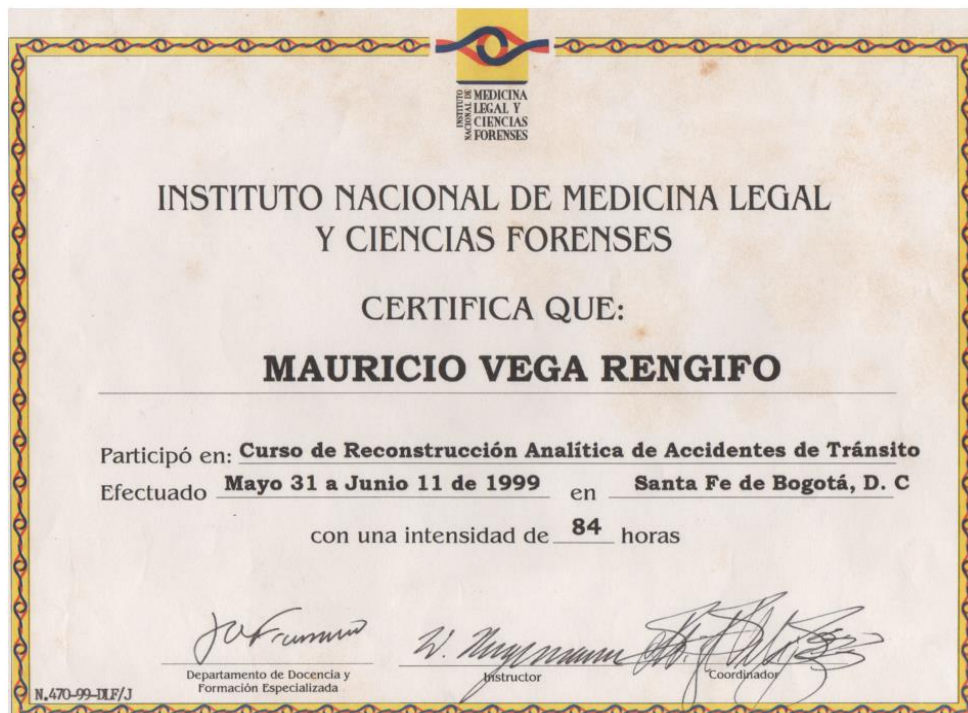 INSTITUTO
NACIONAL DE
MEDICINA
LEGAL Y
CIENCIAS
FORENSES
INSTITUTO NACIONAL DE MEDICINA LEGAL
Y CIENCIAS FORENSES
CERTIFICA QUE:
MAURICIO VEGA RENGIFO
Participó en: Curso de Reconstrucción Analítica de Accidentes de Tránsito
Efectuado Mayo 31 a Junio 11 de 1999 en Santa Fe de Bogotá, D. C
con una intensidad de 84 horas
Departamento de Docencia y
Formación Especializada
Instructor
Coordinador
N.470-99-DLF/J